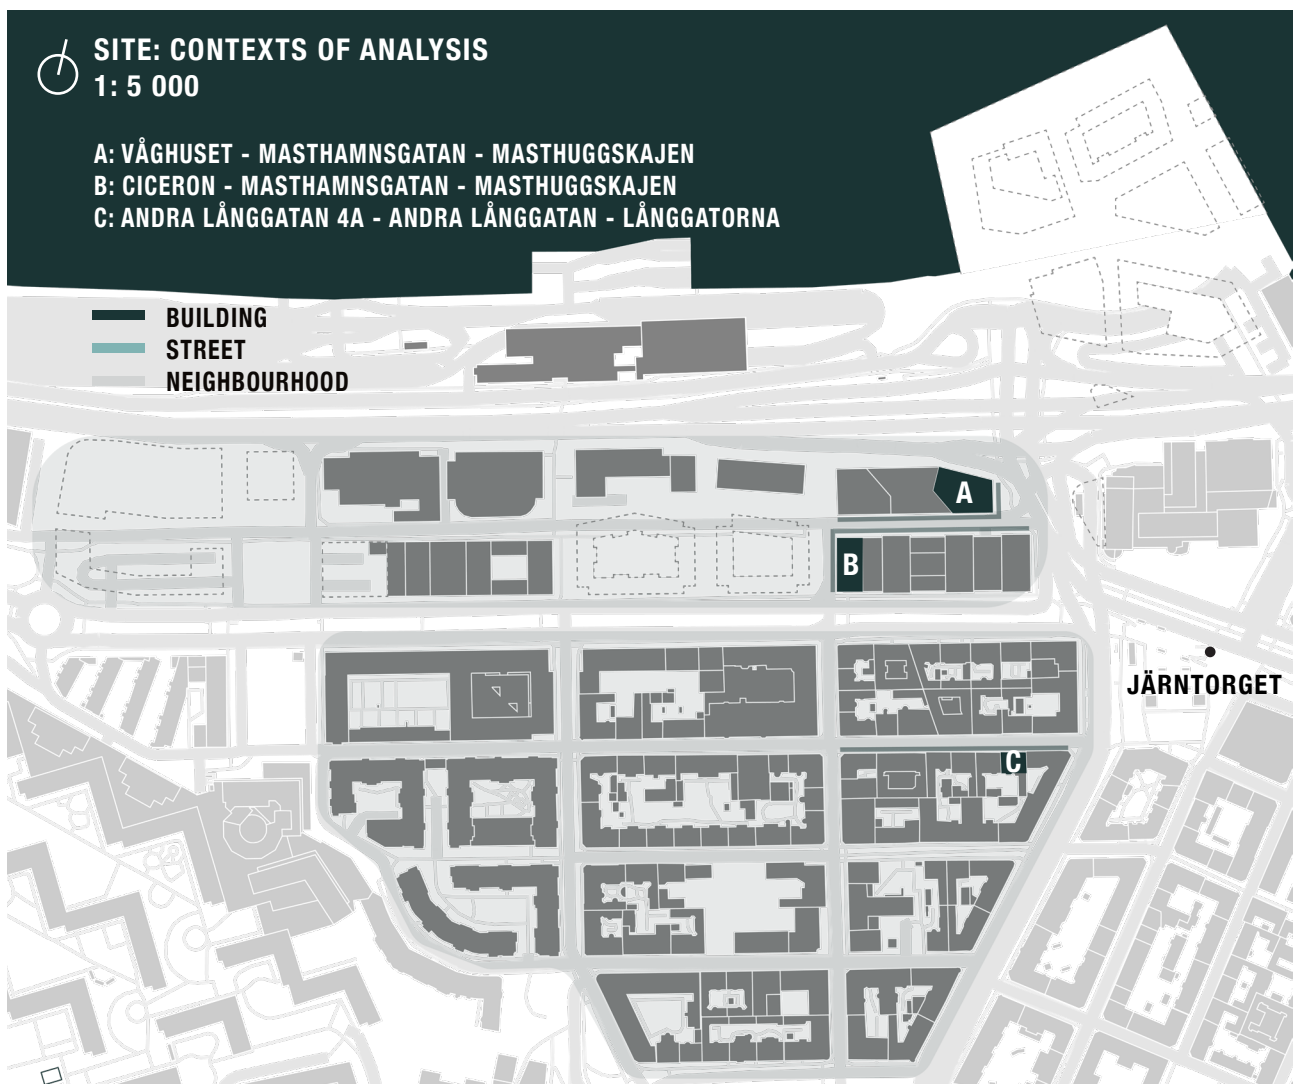 SITE: CONTEXTS OF ANALYSIS
1: 5 000
A: VÅGHUSET - MASTHAMNSGATAN - MASTHUGGSKAJEN
B: CICERON - MASTHAMNSGATAN - MASTHUGGSKAJEN
C: ANDRA LÅNGGATAN 4A - ANDRA LÅNGGATAN - LÅNGGATORNA
BUILDING
STREET
NEIGHBOURHOOD
A
B
JÄRNTORGET
C